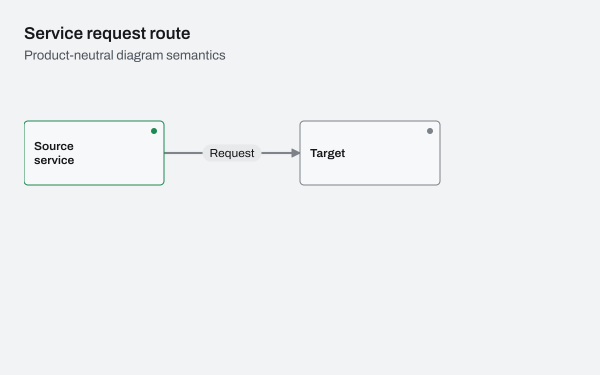 Service request route
Product-neutral diagram semantics
Source
service
Request
Target